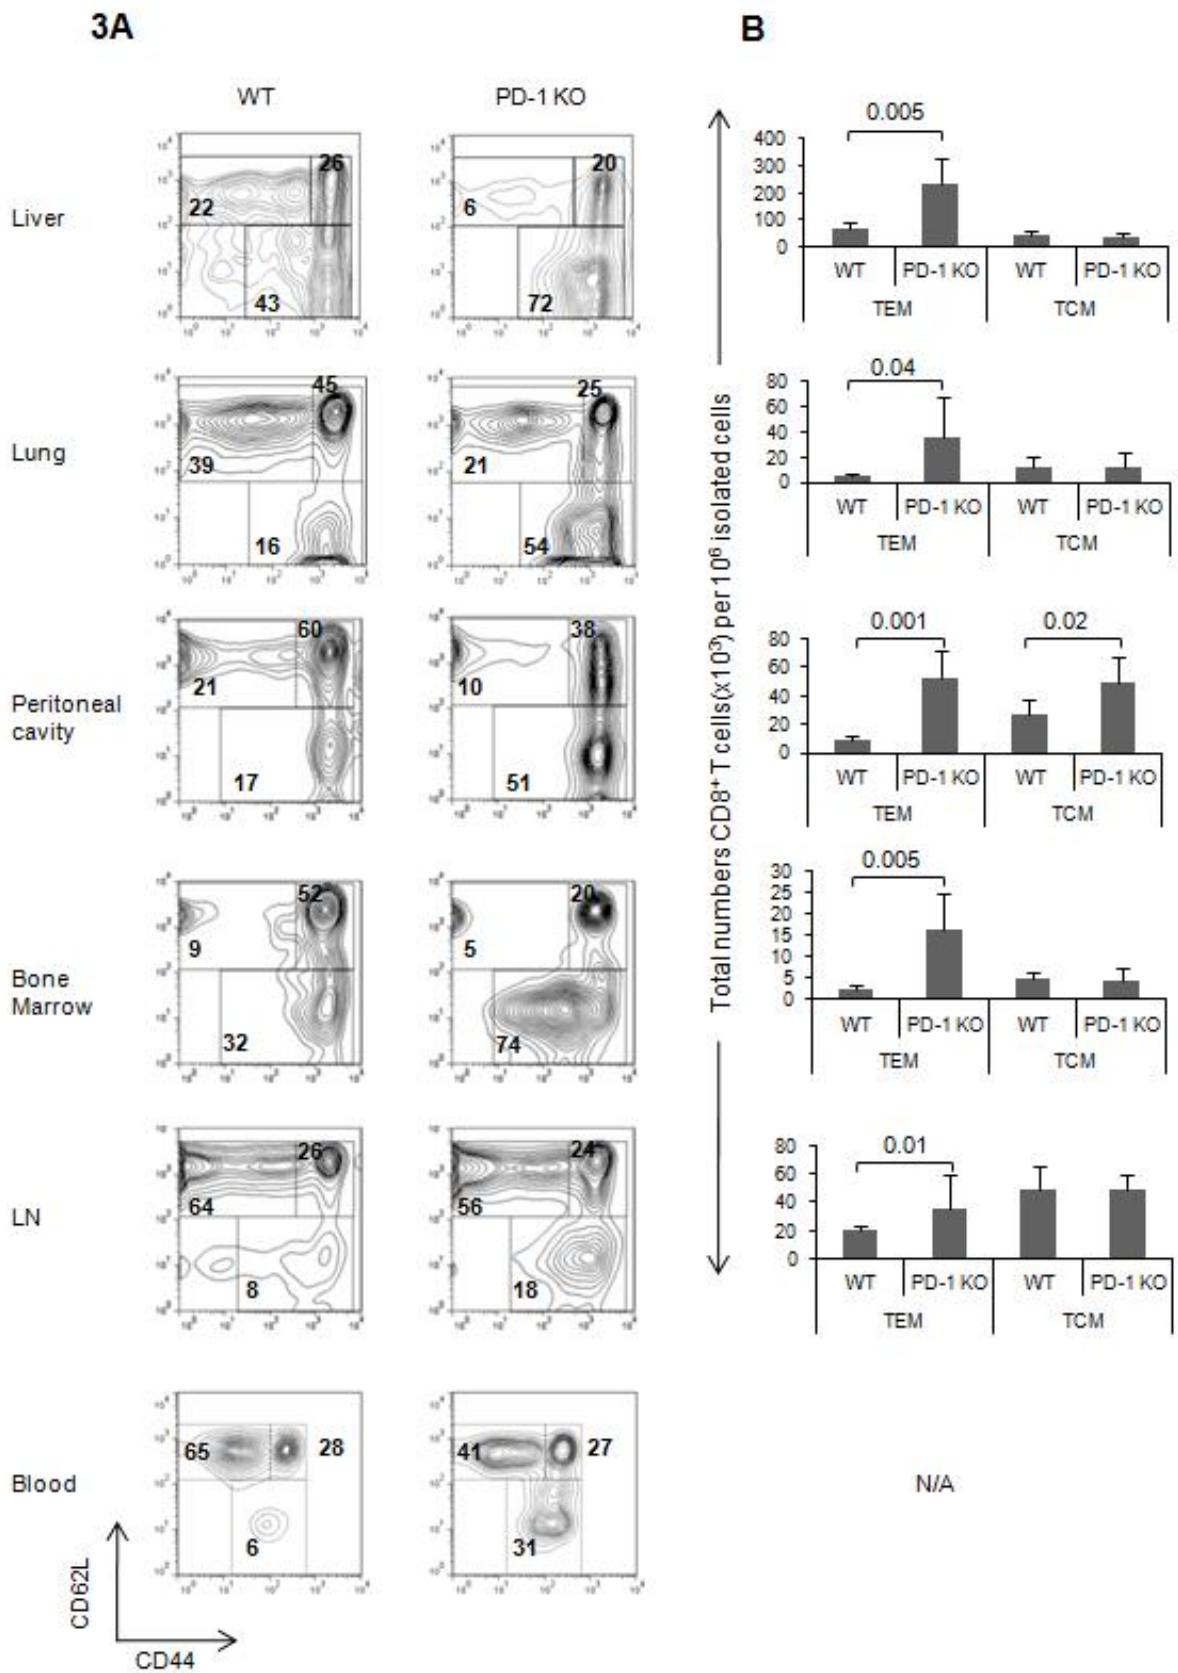 3A
B
WT
PD-1 KO
Liver
22
26
43
6
20
72
Lung
39
45
16
21
25
54
Peritoneal
cavity
21
60
17
10
38
51
Bone
Marrow
9
52
32
5
20
74
LN
64
26
8
56
24
18
Blood
65
28
6
41
27
31
CD62L
CD44
Total numbers CD8⁺ T cells(x10³) per 10⁶ isolated cells
0.005
400
300
200
100
0
WT
PD-1 KO
WT
PD-1 KO
TEM
TCM
0.04
80
60
40
20
0
WT
PD-1 KO
WT
PD-1 KO
TEM
TCM
0.001
0.02
80
60
40
20
0
WT
PD-1 KO
WT
PD-1 KO
TEM
TCM
0.005
30
25
20
15
10
5
0
WT
PD-1 KO
WT
PD-1 KO
TEM
TCM
0.01
80
60
40
20
0
WT
PD-1 KO
WT
PD-1 KO
TEM
TCM
N/A